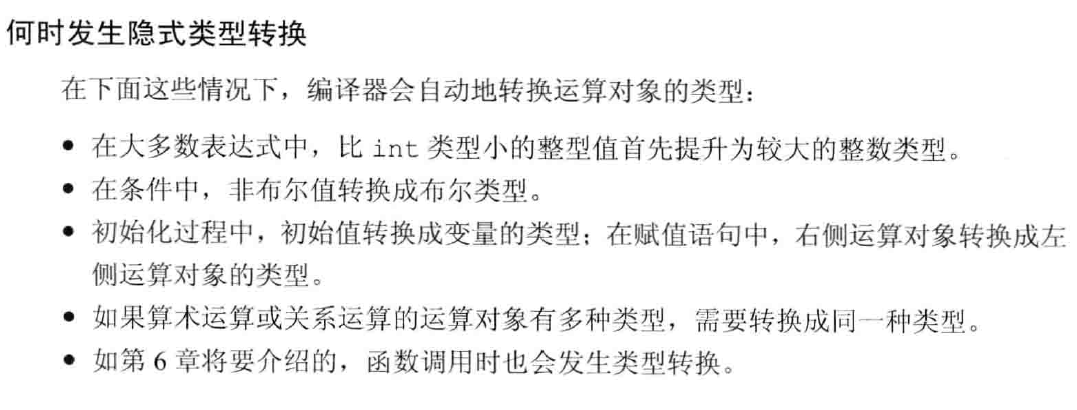 何时发生隐式类型转换
在下面这些情况下，编译器会自动地转换运算对象的类型：
● 在大多数表达式中，比 int 类型小的整型值首先提升为较大的整数类型。
● 在条件中，非布尔值转换成布尔类型。
● 初始化过程中，初始值转换成变量的类型；在赋值语句中，右侧运算对象转换成左
侧运算对象的类型。
● 如果算术运算或关系运算的运算对象有多种类型，需要转换成同一种类型。
● 如第 6 章将要介绍的，函数调用时也会发生类型转换。